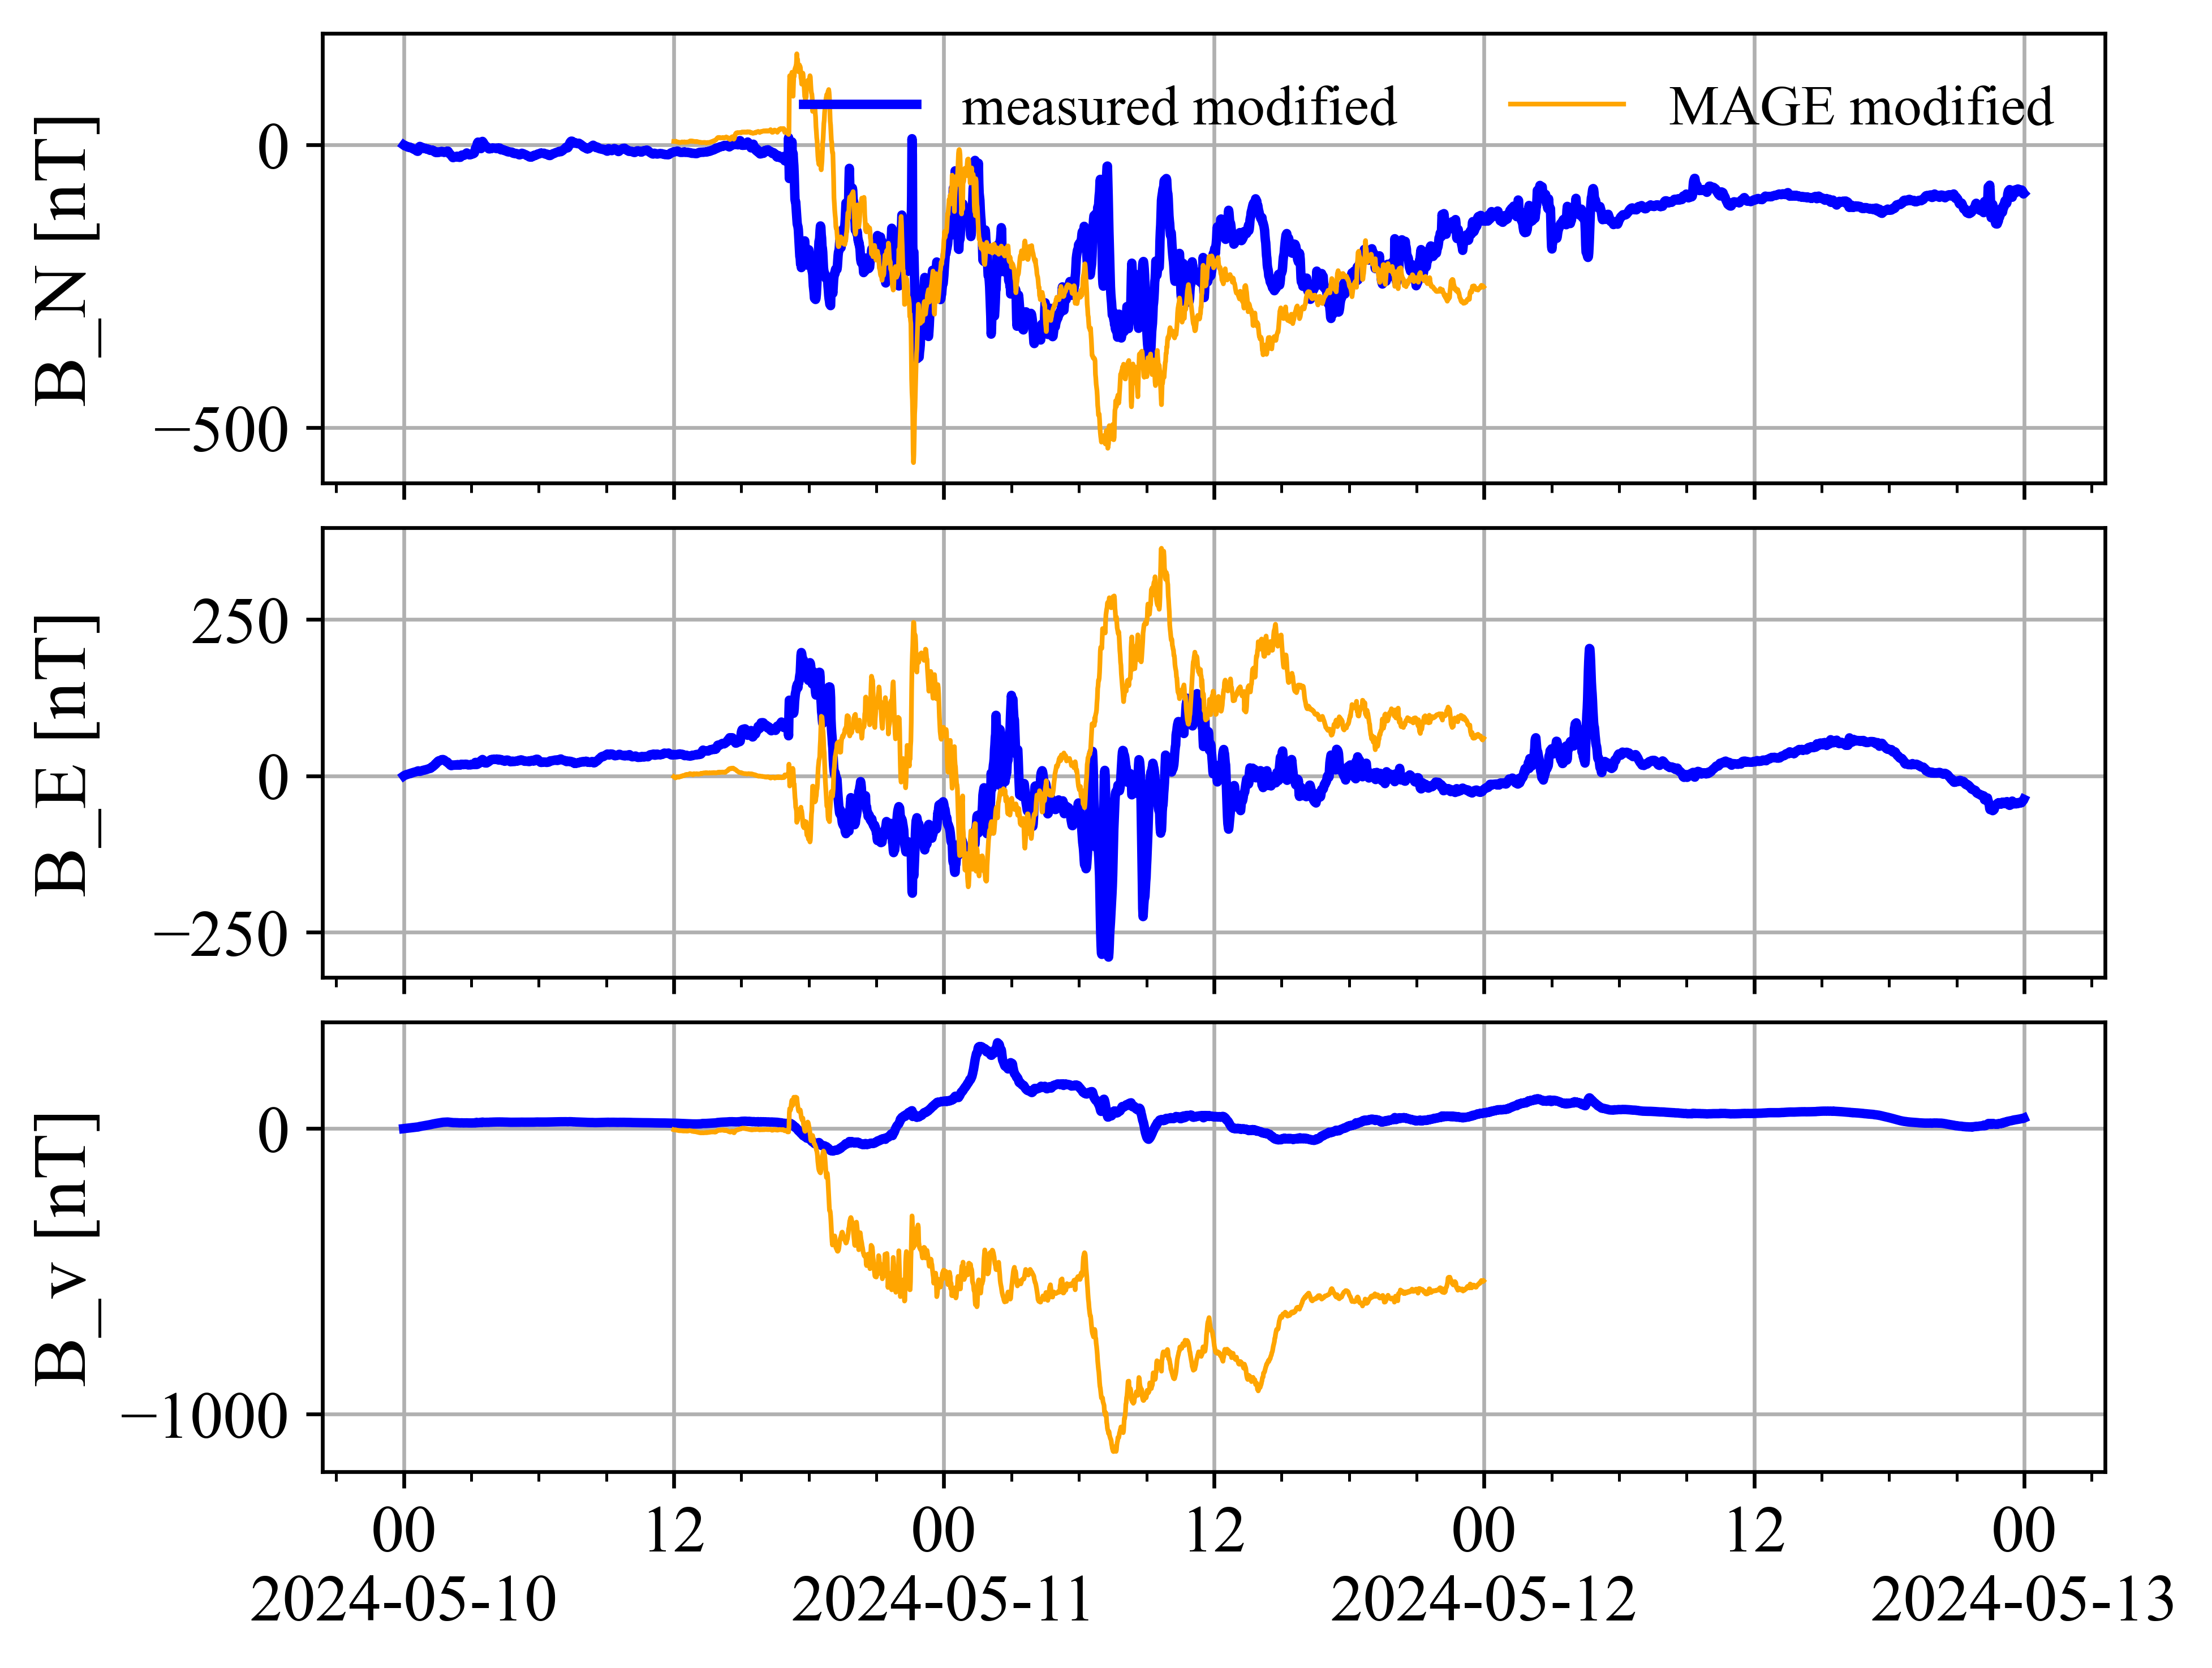 measured modified MAGE modified
B_N [nT]
0
−500
B_E [nT]
250
0
−250
B_v [nT]
0
−1000
00 12 00 12 00 12 00
2024-05-10 2024-05-11 2024-05-12 2024-05-13